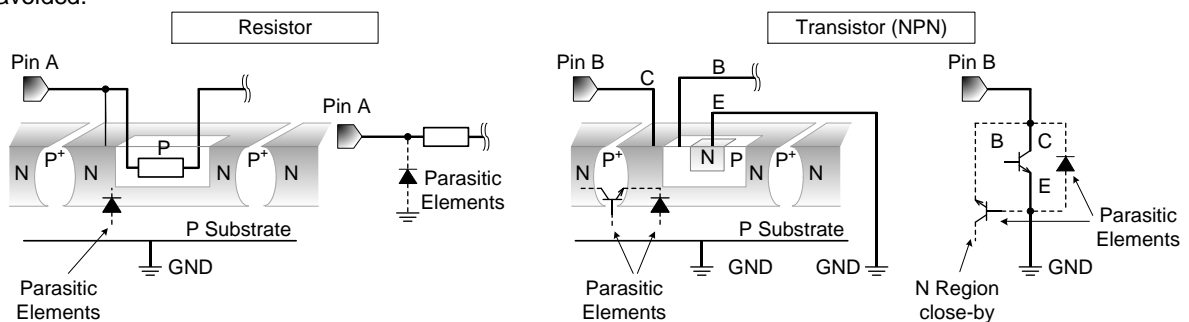 avoided.
Resistor
Transistor (NPN)
Pin A
Pin A
N P+ N P N P+ N
Parasitic
Elements
P Substrate
GND
Parasitic
Elements
Pin B
C
B
E
N P+ N N P N P+ N
P Substrate
GND
GND
Parasitic
Elements
Pin B
B
C
E
Parasitic
Elements
GND
N Region
close-by